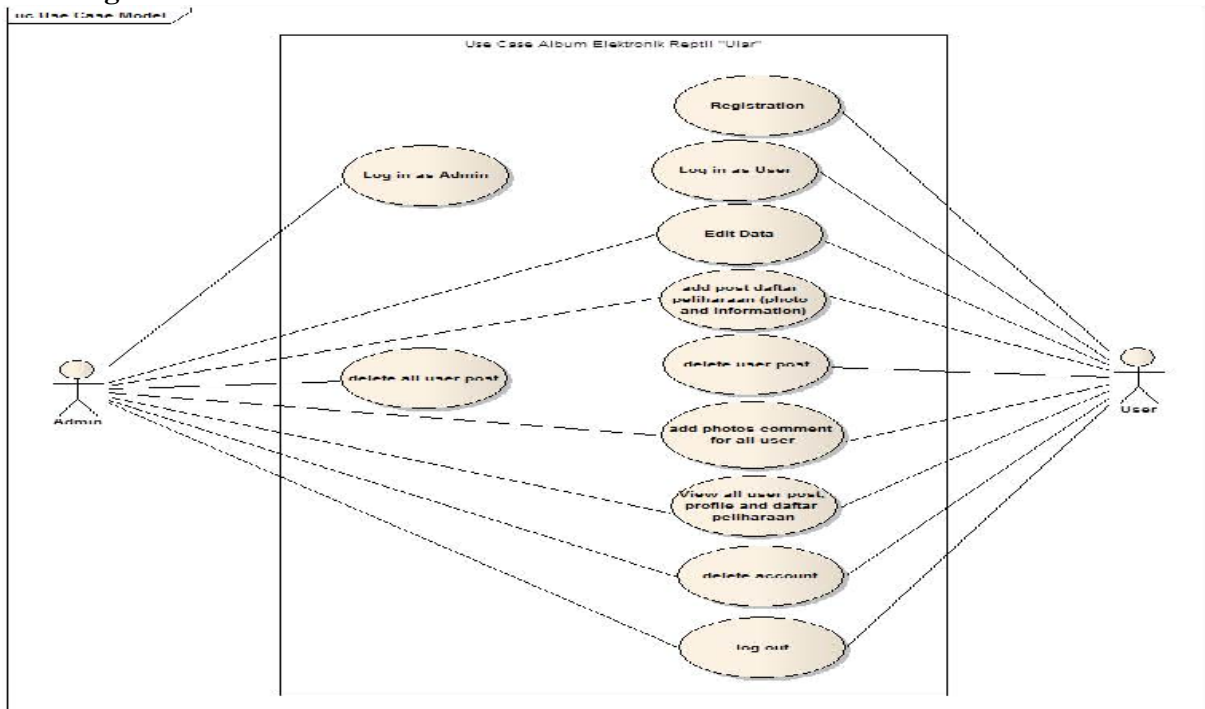 uc Use Case Model
Use Case Album Elektronik Reptil "Ular"
Registration
Log in as Admin
Log in as User
Edit Data
add post daftar
peliharaan (photo
and information)
delete all user post
delete user post
Admin
User
add photos comment
for all user
View all user post,
profile and daftar
peliharaan
delete account
log out